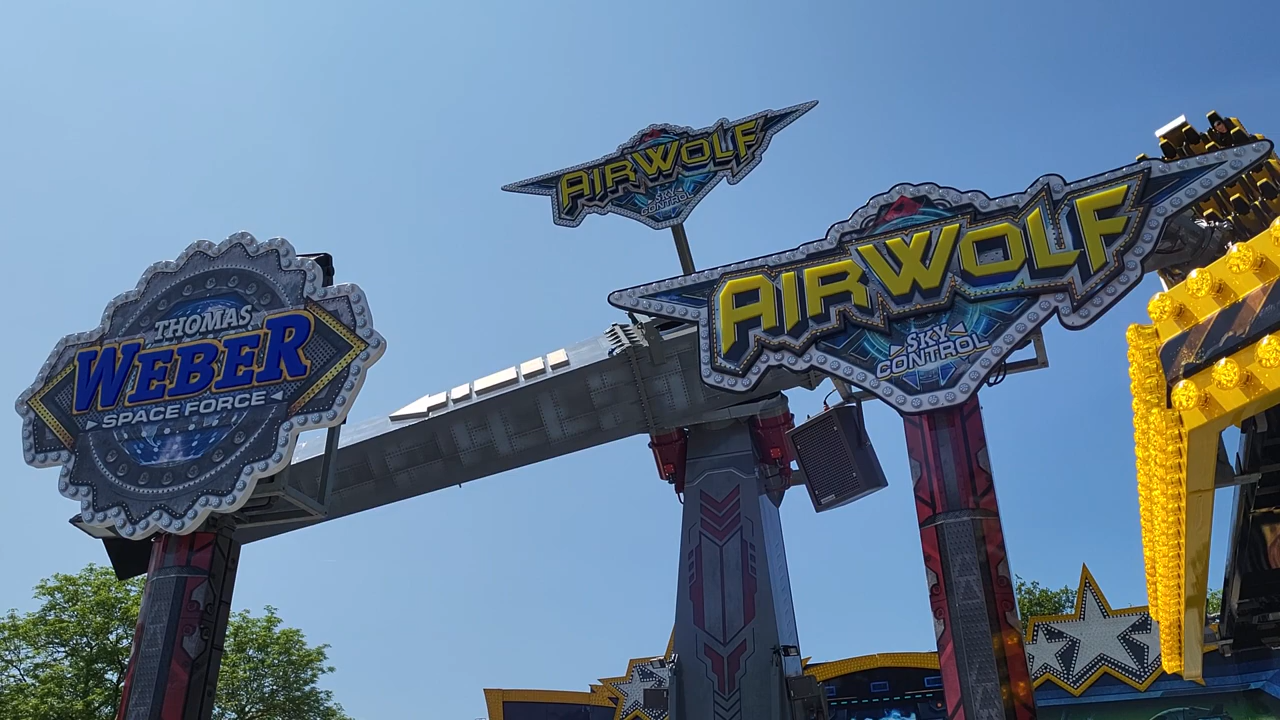 AIRWOLF
SKY
CONTROL
AIRWOLF
SKY
CONTROL
THOMAS
WEBER
SPACE FORCE